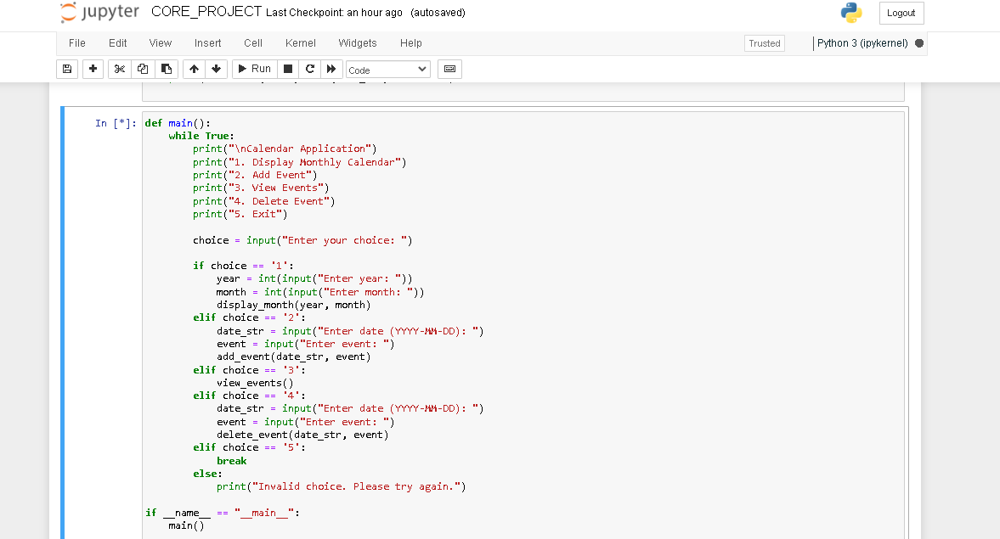 jupyter CORE_PROJECT Last Checkpoint: an hour ago (autosaved) Logout
File Edit View Insert Cell Kernel Widgets Help Trusted Python 3 (ipykernel)
Run Code
In [*]: def main():
    while True:
        print("\nCalendar Application")
        print("1. Display Monthly Calendar")
        print("2. Add Event")
        print("3. View Events")
        print("4. Delete Event")
        print("5. Exit")
        choice = input("Enter your choice: ")
        if choice == '1':
            year = int(input("Enter year: "))
            month = int(input("Enter month: "))
            display_month(year, month)
        elif choice == '2':
            date_str = input("Enter date (YYYY-MM-DD): ")
            event = input("Enter event: ")
            add_event(date_str, event)
        elif choice == '3':
            view_events()
        elif choice == '4':
            date_str = input("Enter date (YYYY-MM-DD): ")
            event = input("Enter event: ")
            delete_event(date_str, event)
        elif choice == '5':
            break
        else:
            print("Invalid choice. Please try again.")
if __name__ == "__main__":
    main()